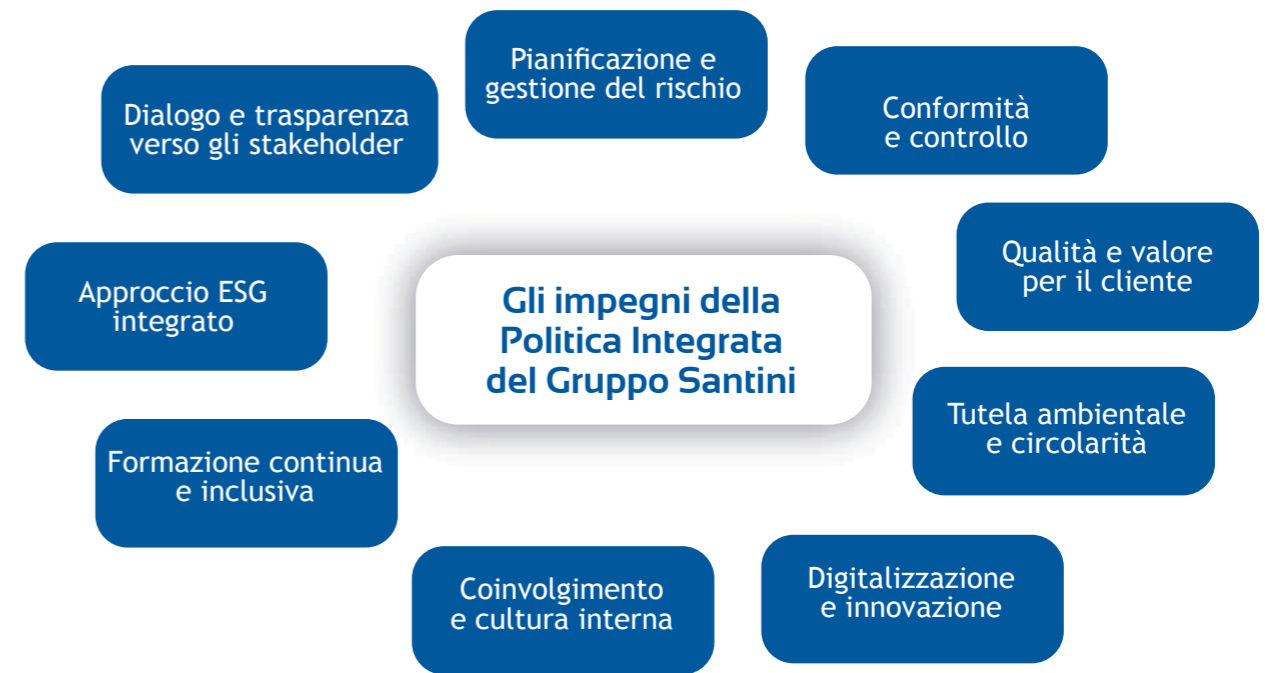 Pianificazione e
gestione del rischio
Dialogo e trasparenza
verso gli stakeholder
Conformità
e controllo
Qualità e valore
per il cliente
Approccio ESG
integrato
Gli impegni della
Politica Integrata
del Gruppo Santini
Tutela ambientale
e circolarità
Formazione continua
e inclusiva
Digitalizzazione
e innovazione
Coinvolgimento
e cultura interna